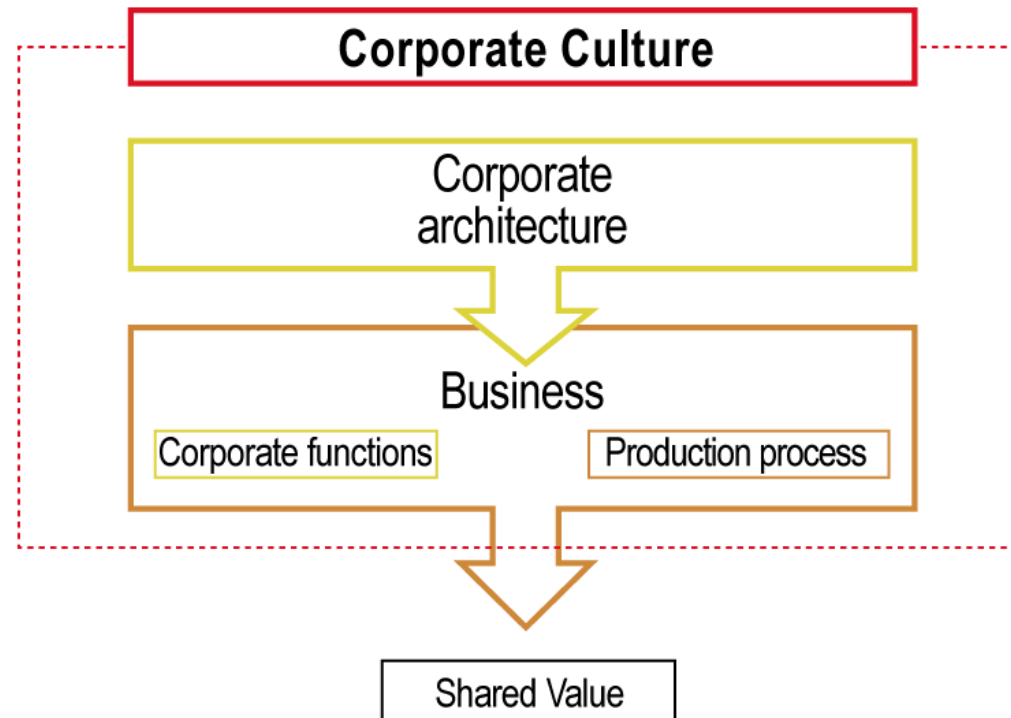 Corporate Culture
Corporate
architecture
Business
Corporate functions
Production process
Shared Value